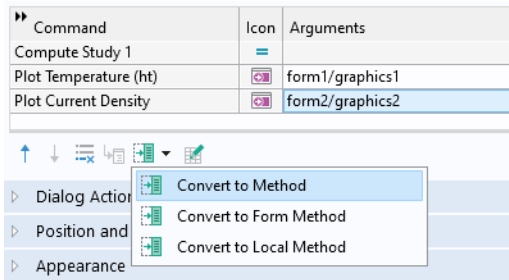 Command Icon Arguments
Compute Study 1 =
Plot Temperature (ht) form1/graphics1
Plot Current Density form2/graphics2
Convert to Method
Dialog Action
Convert to Form Method
Position and
Convert to Local Method
Appearance